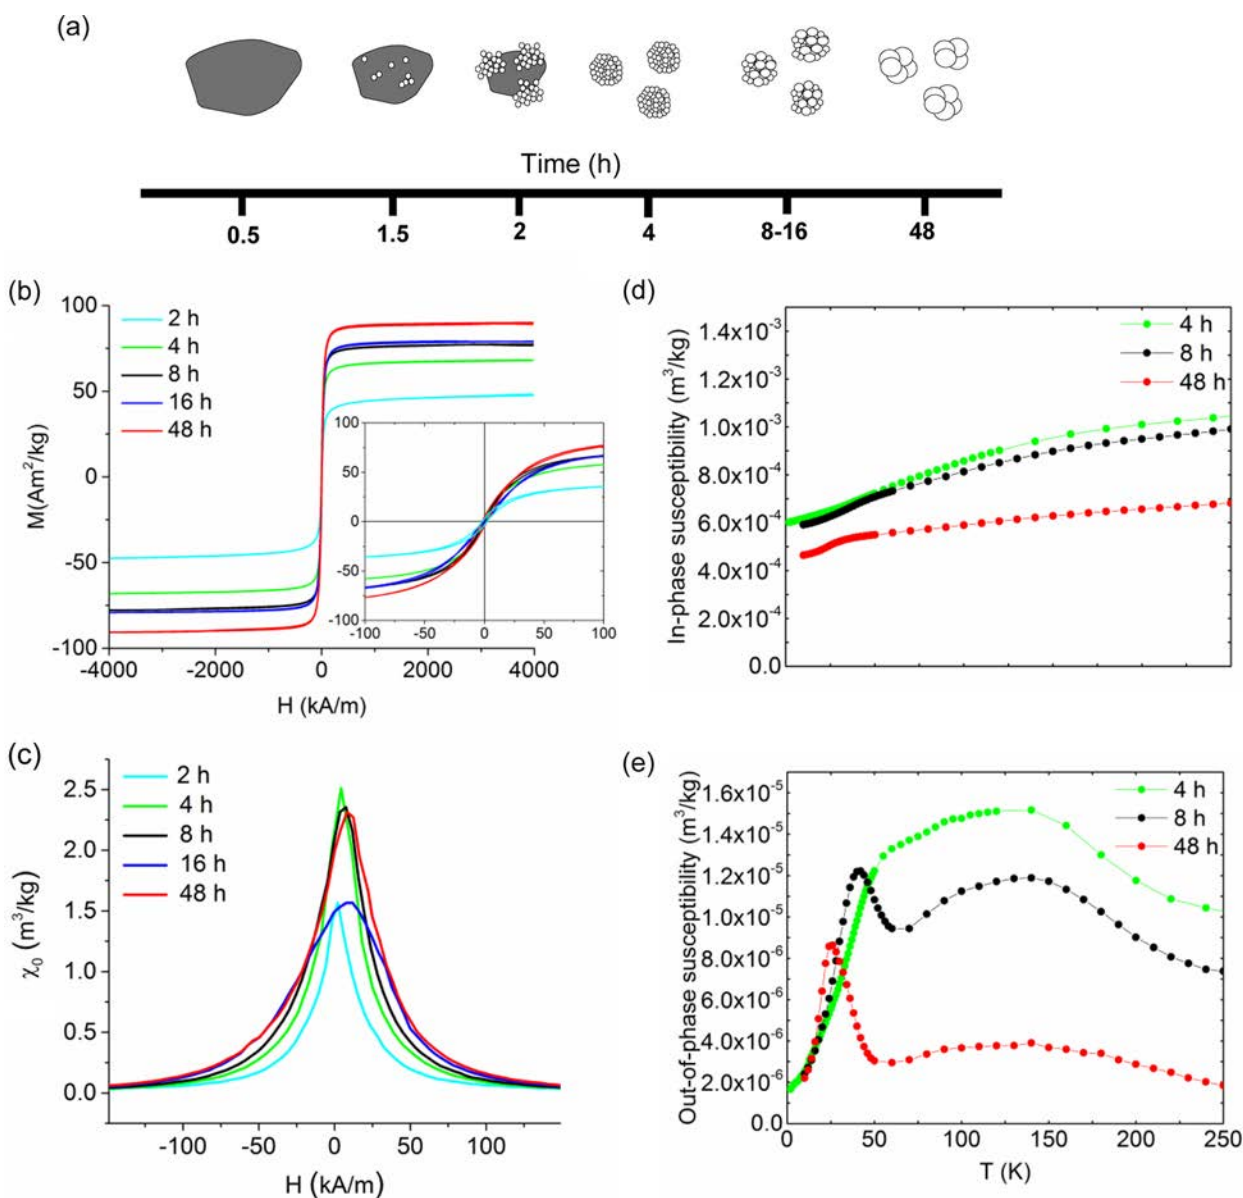 (a)
Time (h)
0.5 1.5 2 4 8-16 48
(b)
2 h
4 h
8 h
16 h
48 h
M(Am²/kg)
100
50
0
-50
-100
-4000 -2000 0 2000 4000
H (kA/m)
100
50
0
-50
-100
-100 -50 0 50 100
(d)
4 h
8 h
48 h
In-phase susceptibility (m³/kg)
1.4x10⁻³
1.2x10⁻³
1.0x10⁻³
8.0x10⁻⁴
6.0x10⁻⁴
4.0x10⁻⁴
2.0x10⁻⁴
0.0
(c)
2 h
4 h
8 h
16 h
48 h
χ₀ (m³/kg)
2.5
2.0
1.5
1.0
0.5
0.0
-100 -50 0 50 100
H (kA/m)
(e)
4 h
8 h
48 h
Out-of-phase susceptibility (m³/kg)
1.6x10⁻⁵
1.4x10⁻⁵
1.2x10⁻⁵
1.0x10⁻⁵
8.0x10⁻⁶
6.0x10⁻⁶
4.0x10⁻⁶
2.0x10⁻⁶
0.0
0 50 100 150 200 250
T (K)